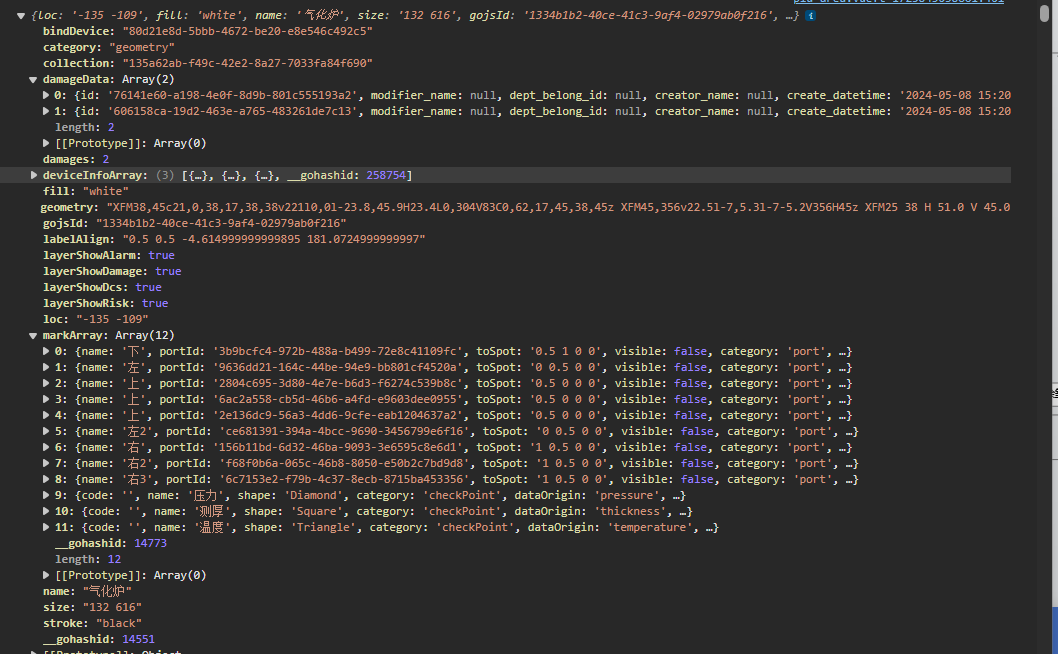 {loc: '-135 -109', fill: 'white', name: '气化炉', size: '132 616', gojsId: '1334b1b2-40ce-41c3-9af4-02979ab0f216', …}
bindDevice: "80d21e8d-5bbb-4672-be20-e8e546c492c5"
category: "geometry"
collection: "135a62ab-f49c-42e2-8a27-7033fa84f690"
damageData: Array(2)
0: {id: '76141e60-a198-4e0f-8d9b-801c555193a2', modifier_name: null, dept_belong_id: null, creator_name: null, create_datetime: '2024-05-08 15:20
1: {id: '606158ca-19d2-463e-a765-483261de7c13', modifier_name: null, dept_belong_id: null, creator_name: null, create_datetime: '2024-05-08 15:20
length: 2
[[Prototype]]: Array(0)
damages: 2
deviceInfoArray: (3) [{…}, {…}, {…}, __gohashid: 258754]
fill: "white"
geometry: "XFM38,45c21,0,38,17,38,38v221l0,01-23.8,45.9H23.4L0,304V83C0,62,17,45,38,45z XFM45,356v22.5l-7,5.3l-7-5.2V356H45z XFM25 38 H 51.0 V 45.0
gojsId: "1334b1b2-40ce-41c3-9af4-02979ab0f216"
labelAlign: "0.5 0.5 -4.614999999999895 181.0724999999997"
layerShowAlarm: true
layerShowDamage: true
layerShowDcs: true
layerShowRisk: true
loc: "-135 -109"
markArray: Array(12)
0: {name: '下', portId: '3b9bcfc4-972b-488a-b499-72e8c41109fc', toSpot: '0.5 1 0 0', visible: false, category: 'port', …}
1: {name: '左', portId: '9636dd21-164c-44be-94e9-bb801cf4520a', toSpot: '0 0.5 0 0', visible: false, category: 'port', …}
2: {name: '上', portId: '2804c695-3d80-4e7e-b6d3-f6274c539b8c', toSpot: '0.5 0 0 0', visible: false, category: 'port', …}
3: {name: '上', portId: '6ac2a558-cb5d-46b6-a4fd-e9603dee0955', toSpot: '0.5 0 0 0', visible: false, category: 'port', …}
4: {name: '上', portId: '2e136dc9-56a3-4dd6-9cfe-eab1204637a2', toSpot: '0.5 0 0 0', visible: false, category: 'port', …}
5: {name: '左2', portId: 'ce681391-394a-4bcc-9690-3456799e6f16', toSpot: '0 0.5 0 0', visible: false, category: 'port', …}
6: {name: '右', portId: '156b11bd-6d32-46ba-9093-3e6595c8e6d1', toSpot: '1 0.5 0 0', visible: false, category: 'port', …}
7: {name: '右2', portId: 'f68f0b6a-065c-46b8-8050-e50b2c7bd9d8', toSpot: '1 0.5 0 0', visible: false, category: 'port', …}
8: {name: '右3', portId: '6c7153e2-f79b-4c37-8ecb-8715ba453356', toSpot: '1 0.5 0 0', visible: false, category: 'port', …}
9: {code: '', name: '压力', shape: 'Diamond', category: 'checkPoint', dataOrigin: 'pressure', …}
10: {code: '', name: '测厚', shape: 'Square', category: 'checkPoint', dataOrigin: 'thickness', …}
11: {code: '', name: '温度', shape: 'Triangle', category: 'checkPoint', dataOrigin: 'temperature', …}
__gohashid: 14773
length: 12
[[Prototype]]: Array(0)
name: "气化炉"
size: "132 616"
stroke: "black"
__gohashid: 14551
[[Prototype]]: Object